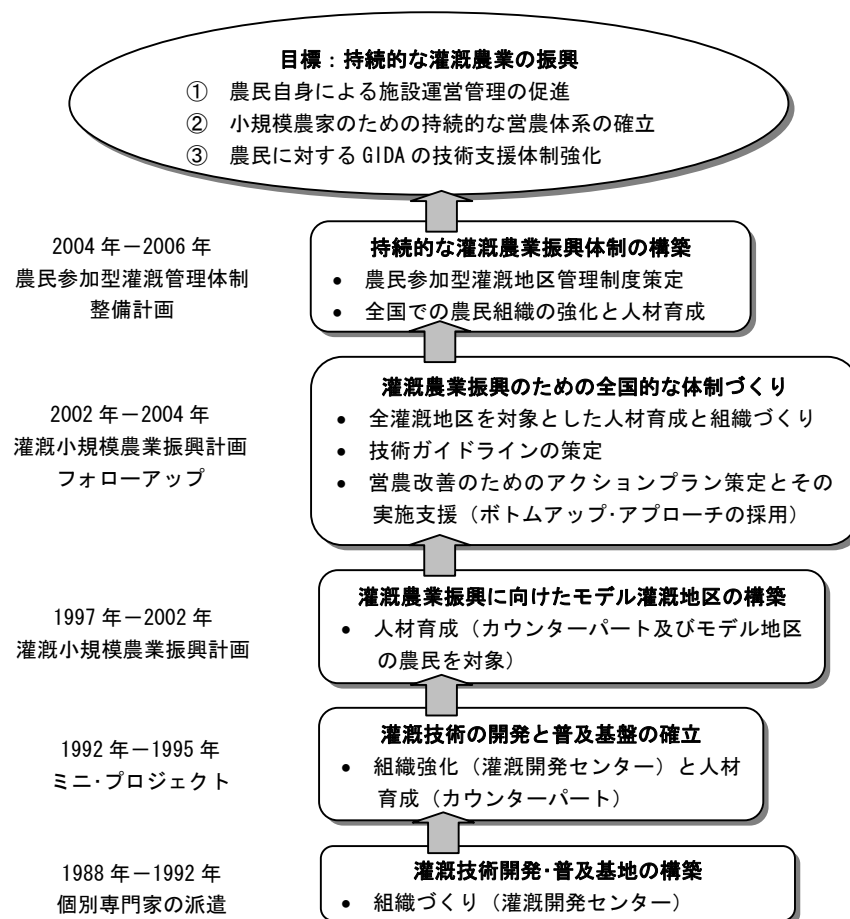 目標：持続的な灌漑農業の振興
① 農民自身による施設運営管理の促進
② 小規模農家のための持続的な営農体系の確立
③ 農民に対する GIDA の技術支援体制強化
2004 年－2006 年
農民参加型灌漑管理体制
整備計画
持続的な灌漑農業振興体制の構築
• 農民参加型灌漑地区管理制度策定
• 全国での農民組織の強化と人材育成
2002 年－2004 年
灌漑小規模農業振興計画
フォローアップ
灌漑農業振興のための全国的な体制づくり
• 全灌漑地区を対象とした人材育成と組織づくり
• 技術ガイドラインの策定
• 営農改善のためのアクションプラン策定とその
実施支援（ボトムアップ･アプローチの採用）
1997 年－2002 年
灌漑小規模農業振興計画
灌漑農業振興に向けたモデル灌漑地区の構築
• 人材育成（カウンターパート及びモデル地区
の農民を対象）
1992 年－1995 年
ミニ･プロジェクト
灌漑技術の開発と普及基盤の確立
• 組織強化（灌漑開発センター）と人材
育成（カウンターパート）
1988 年－1992 年
個別専門家の派遣
灌漑技術開発･普及基地の構築
• 組織づくり（灌漑開発センター）